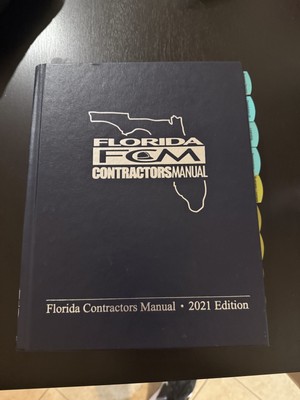 FLORIDA
FCM
CONTRACTORSMANUAL
Florida Contractors Manual • 2021 Edition